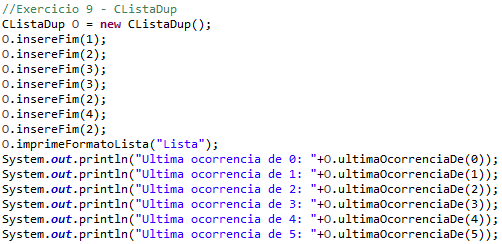 //Exercicio 9 - CListaDup
CListaDup O = new CListaDup();
O.insereFim(1);
O.insereFim(2);
O.insereFim(3);
O.insereFim(3);
O.insereFim(2);
O.insereFim(4);
O.insereFim(2);
O.imprimeFormatoLista("Lista");
System.out.println("Ultima ocorrencia de 0: "+O.ultimaOcorrenciaDe(0));
System.out.println("Ultima ocorrencia de 1: "+O.ultimaOcorrenciaDe(1));
System.out.println("Ultima ocorrencia de 2: "+O.ultimaOcorrenciaDe(2));
System.out.println("Ultima ocorrencia de 3: "+O.ultimaOcorrenciaDe(3));
System.out.println("Ultima ocorrencia de 4: "+O.ultimaOcorrenciaDe(4));
System.out.println("Ultima ocorrencia de 5: "+O.ultimaOcorrenciaDe(5));